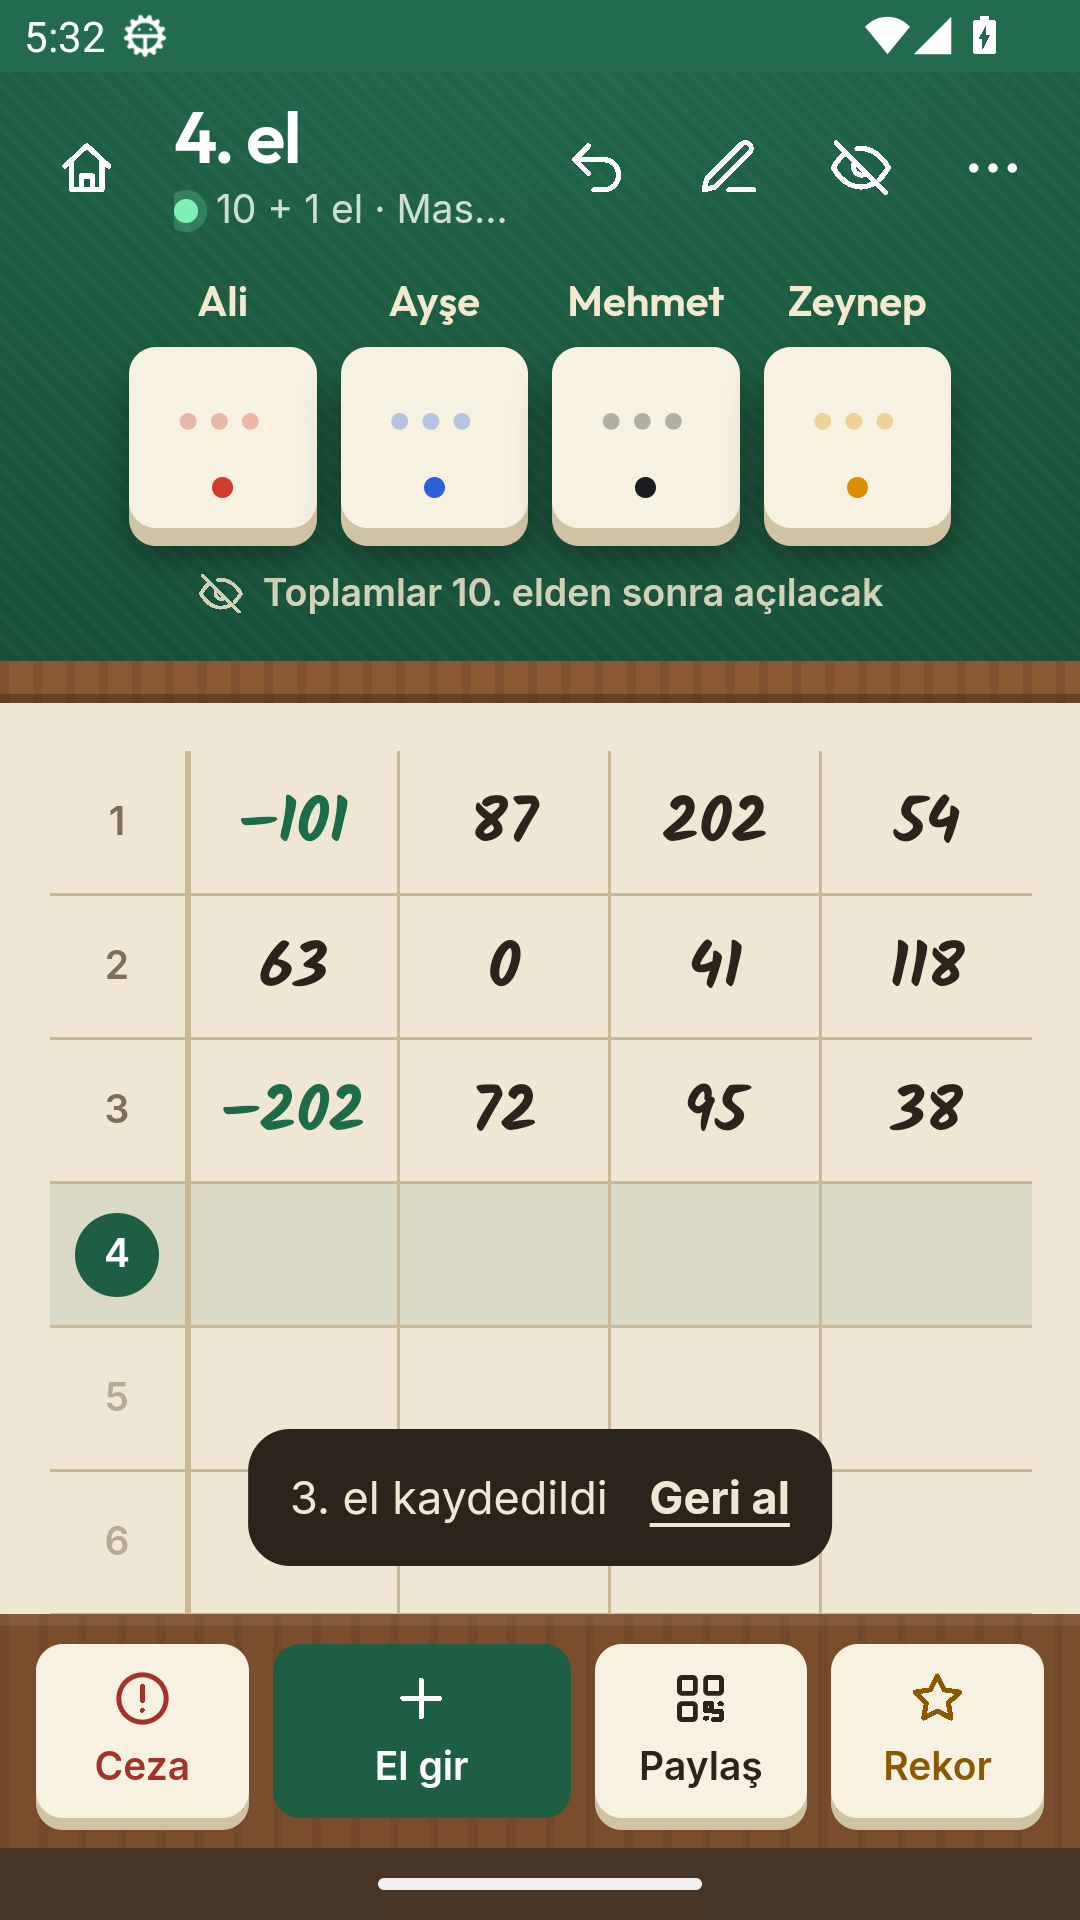 5:32
4. el
10 + 1 el · Mas...
Ali Ayşe Mehmet Zeynep
Toplamlar 10. elden sonra açılacak
1 −101 87 202 54
2 63 0 41 118
3 −202 72 95 38
4
5
3. el kaydedildi Geri al
6
Ceza El gir Paylaş Rekor